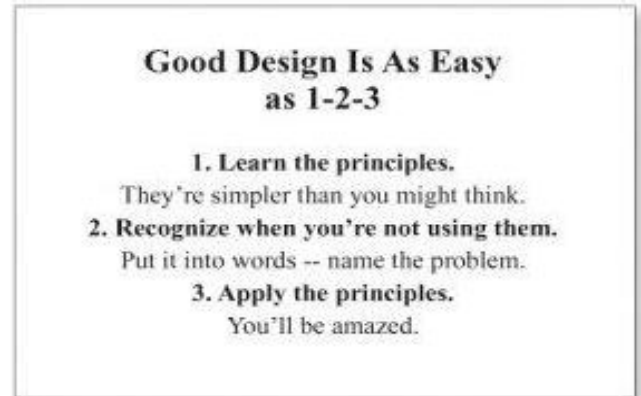 Good Design Is As Easy
as 1-2-3
1. Learn the principles.
They're simpler than you might think.
2. Recognize when you're not using them.
Put it into words -- name the problem.
3. Apply the principles.
You'll be amazed.